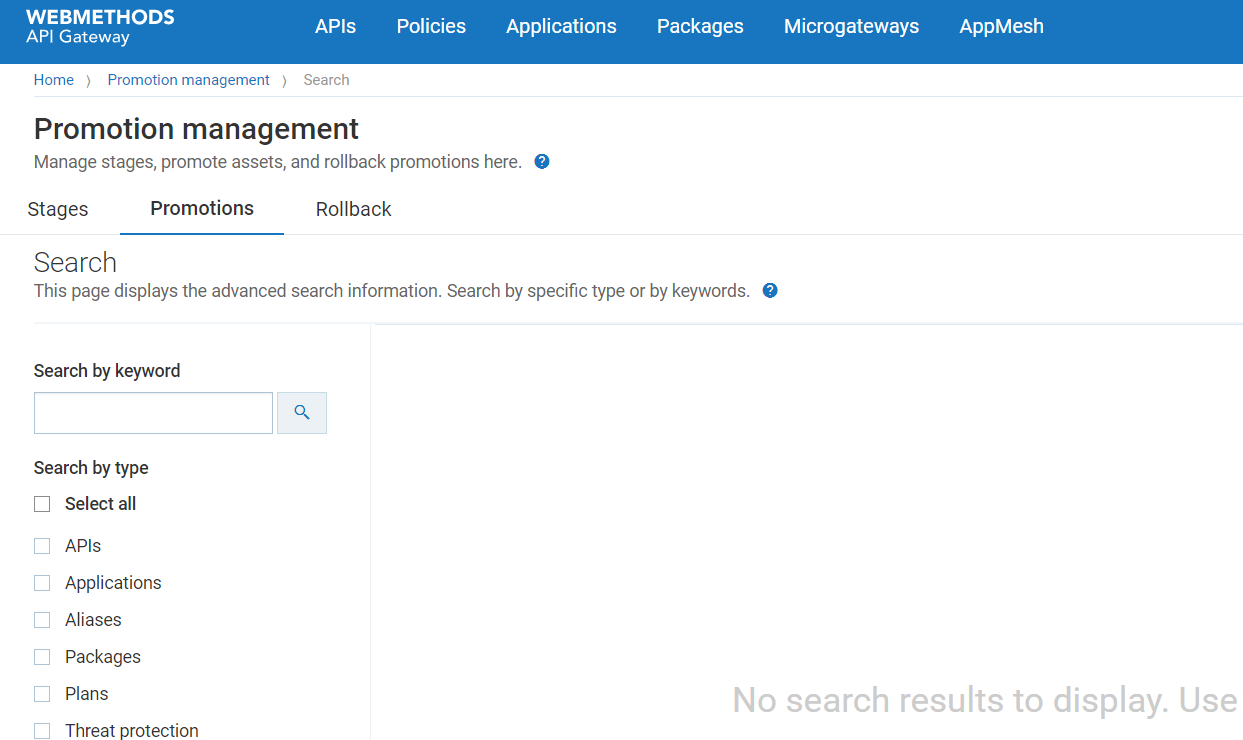 WEBMETHODS
API Gateway
APIs Policies Applications Packages Microgateways AppMesh
Home 〉 Promotion management 〉 Search
Promotion management
Manage stages, promote assets, and rollback promotions here. ?
Stages Promotions Rollback
Search
This page displays the advanced search information. Search by specific type or by keywords. ?
Search by keyword
Search by type
Select all
APIs
Applications
Aliases
Packages
Plans
Threat protection
No search results to display. Use